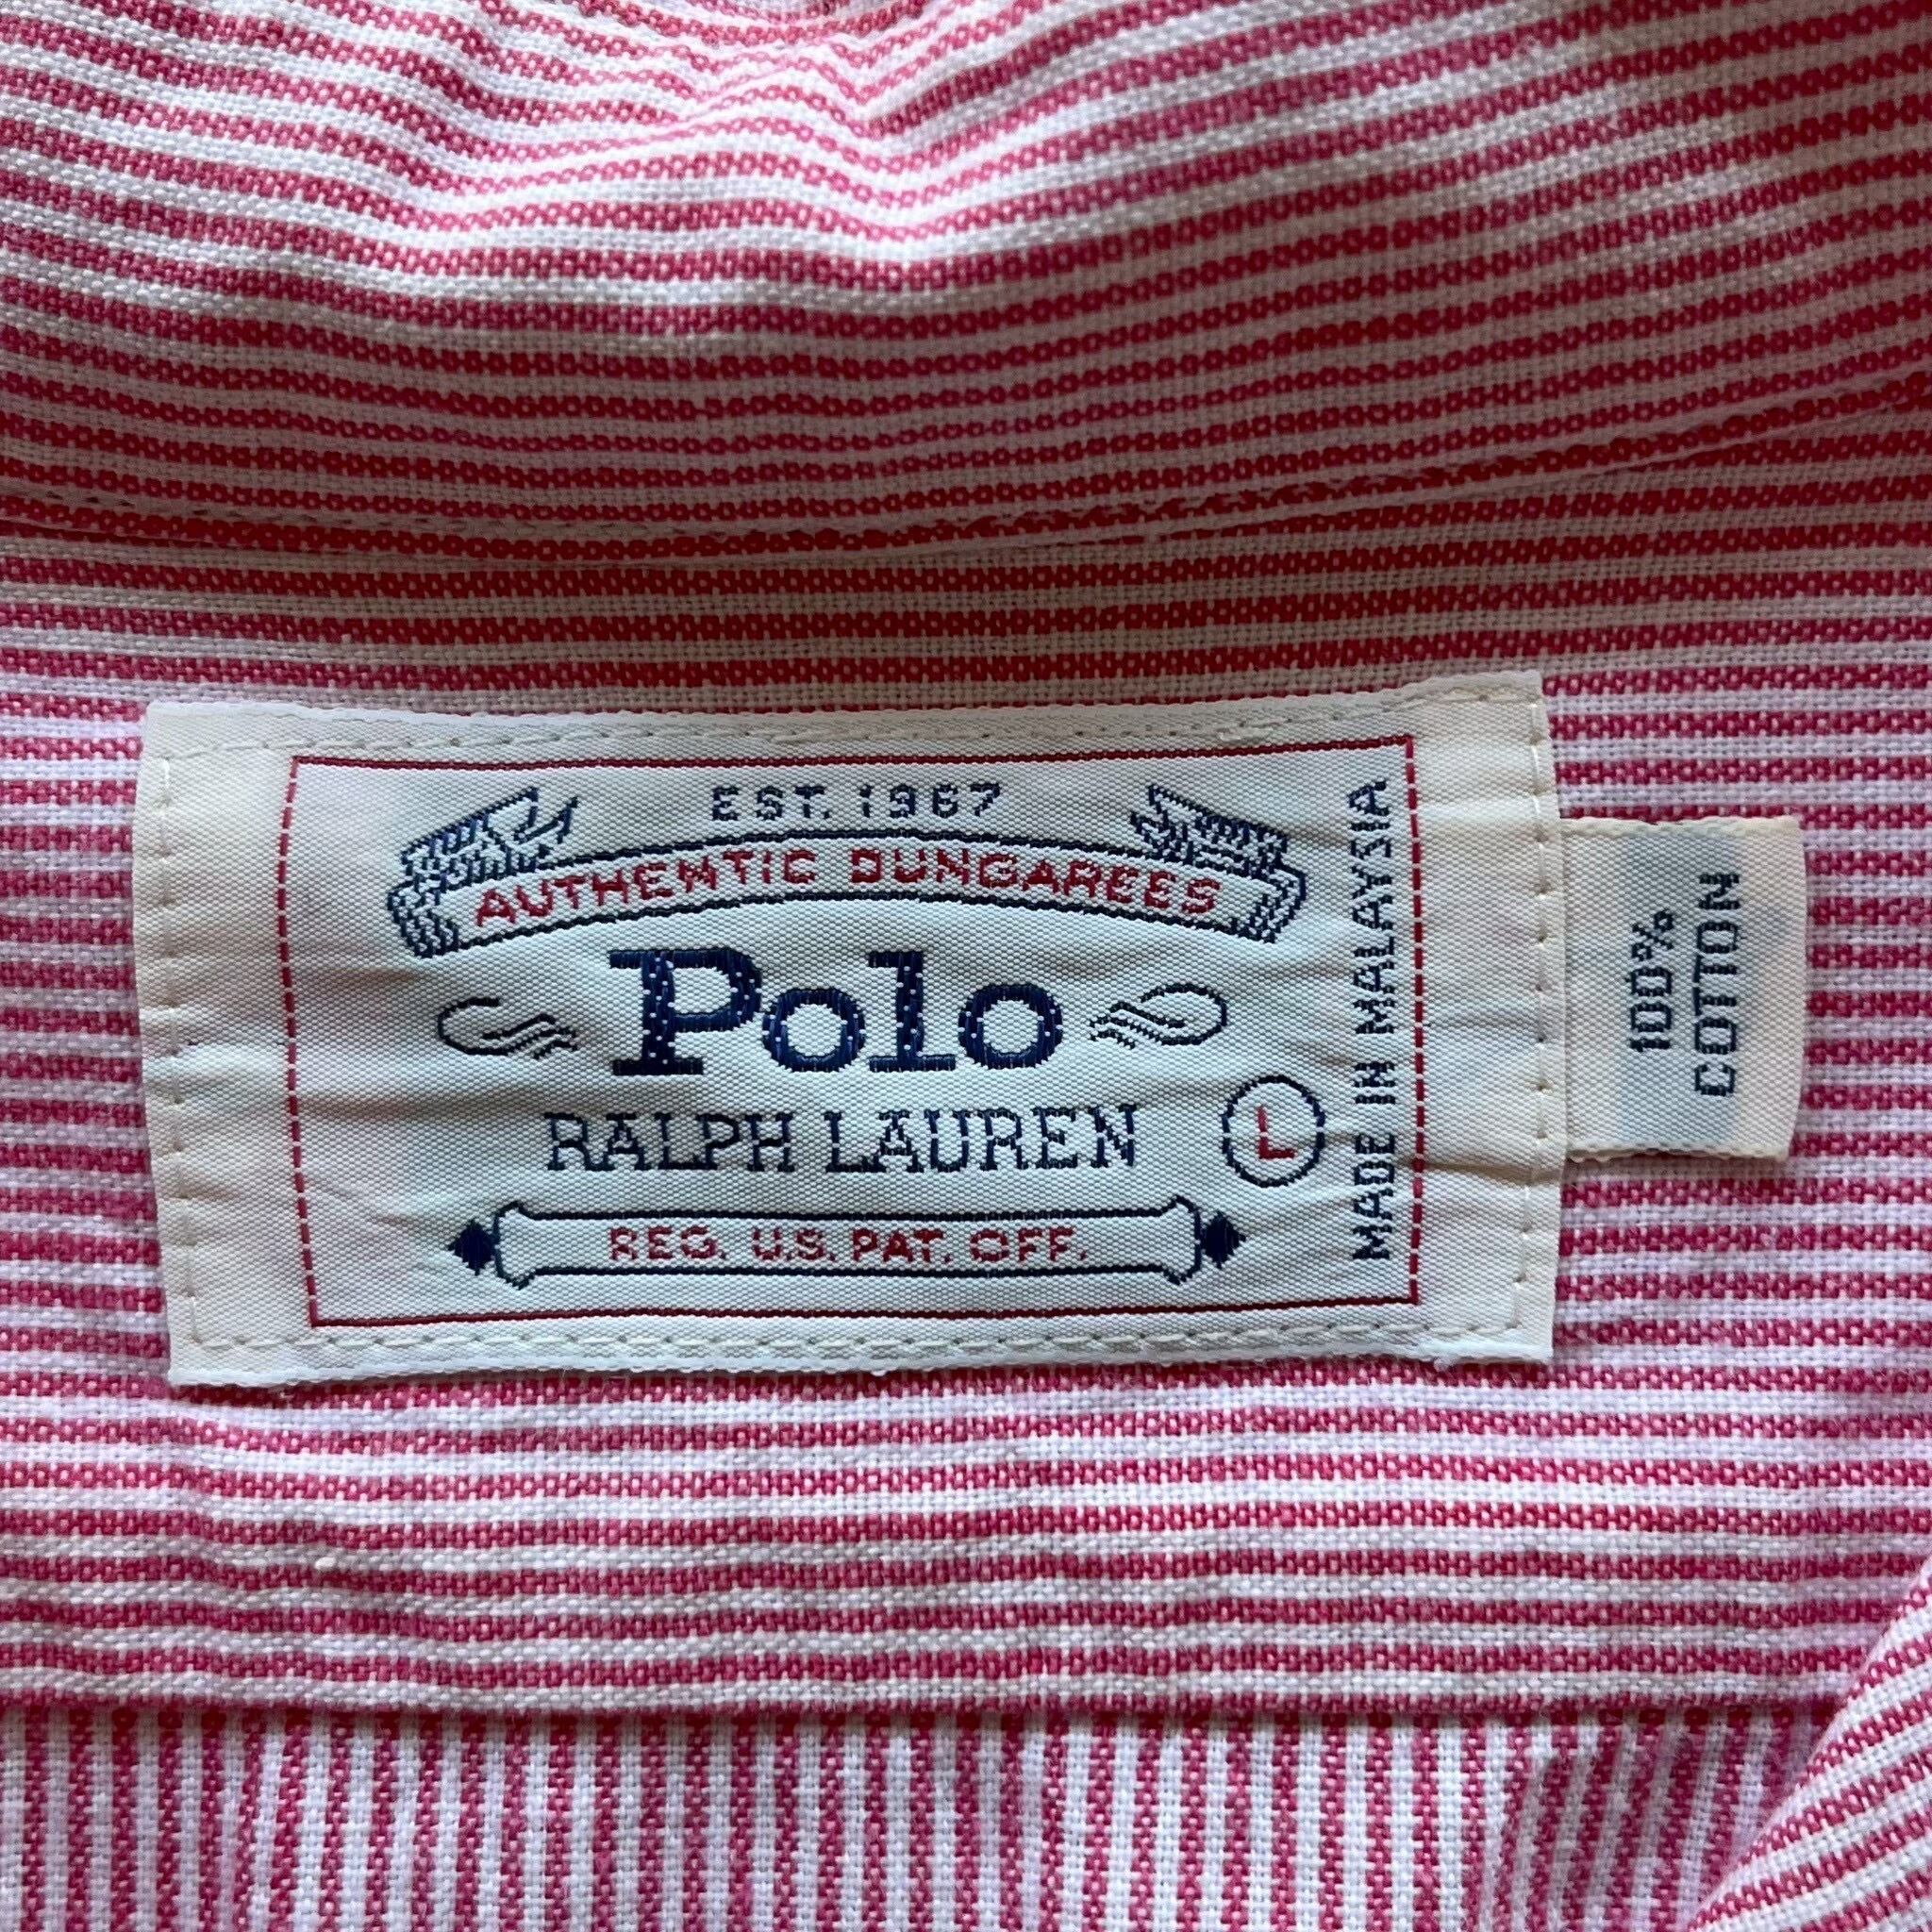 EST. 1967
AUTHENTIC DUNGAREES
Polo
RALPH LAUREN
L
REG. U.S. PAT. OFF.
MADE IN MALAYSIA
100%
COTTON